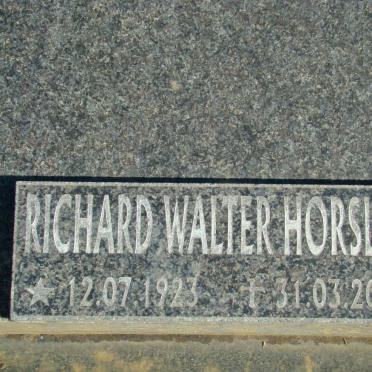 RICHARD WALTER HORSL
★ 12.07.1923 † 31.03.20